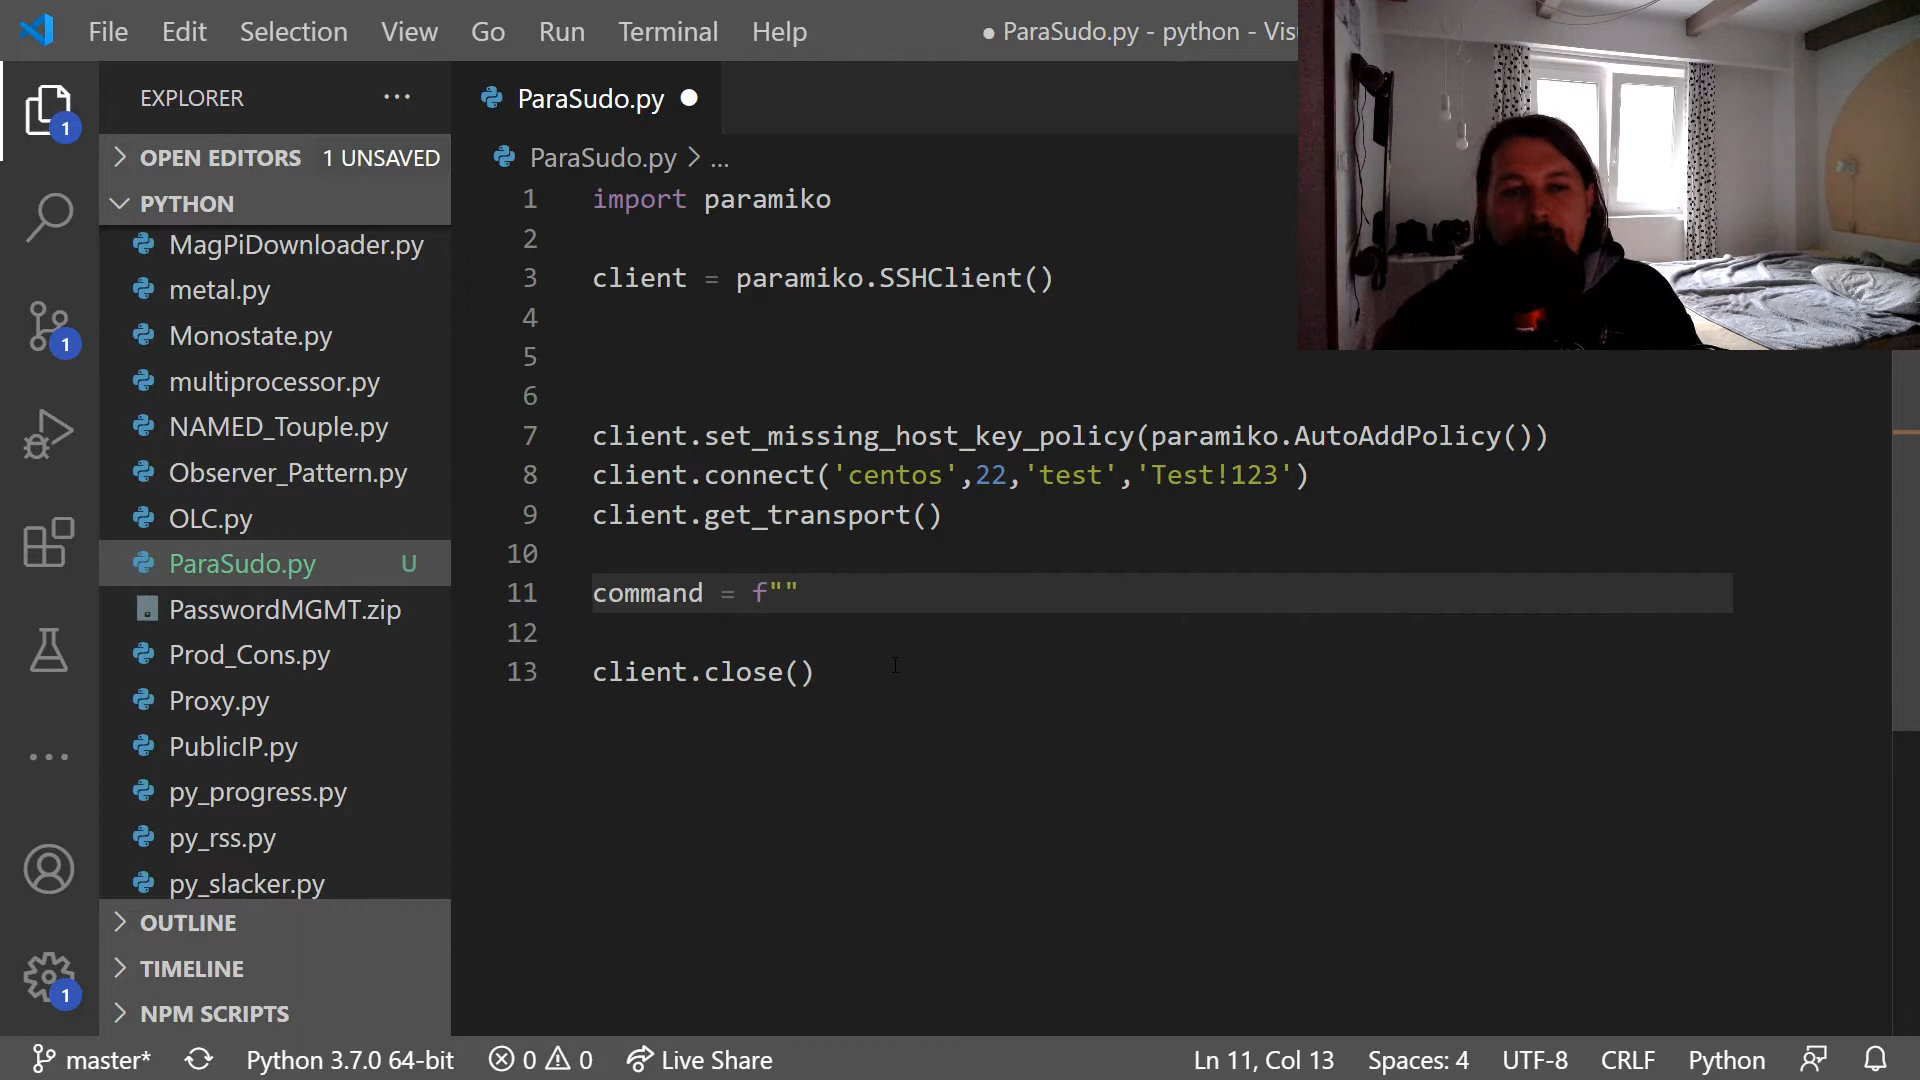 File Edit Selection View Go Run Terminal Help
● ParaSudo.py - python - Vis
EXPLORER ...
OPEN EDITORS 1 UNSAVED
PYTHON
MagPiDownloader.py
metal.py
Monostate.py
multiprocessor.py
NAMED_Touple.py
Observer_Pattern.py
OLC.py
ParaSudo.py U
PasswordMGMT.zip
Prod_Cons.py
Proxy.py
PublicIP.py
py_progress.py
py_rss.py
py_slacker.py
OUTLINE
TIMELINE
NPM SCRIPTS
1
1
1
ParaSudo.py ●
ParaSudo.py > ...
1 import paramiko
2
3 client = paramiko.SSHClient()
4
5
6
7 client.set_missing_host_key_policy(paramiko.AutoAddPolicy())
8 client.connect('centos',22,'test','Test!123')
9 client.get_transport()
10
11 command = f""
12
13 client.close()
master* Python 3.7.0 64-bit 0 0 Live Share Ln 11, Col 13 Spaces: 4 UTF-8 CRLF Python